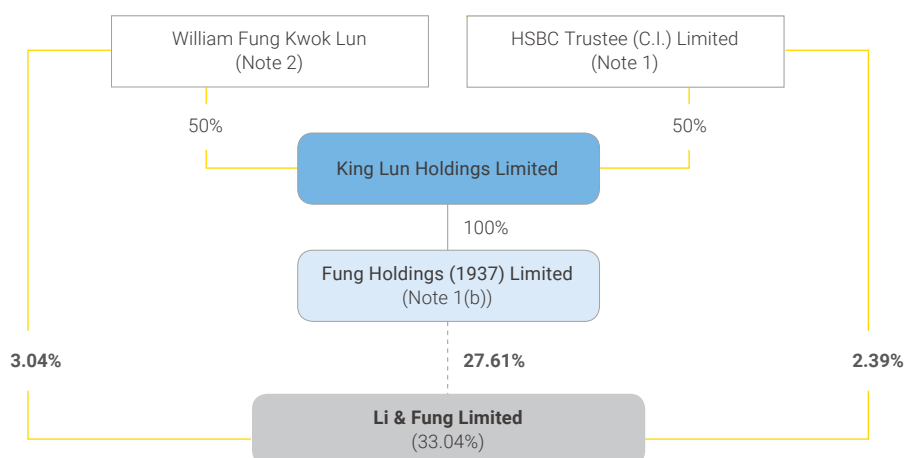 William Fung Kwok Lun
(Note 2)
HSBC Trustee (C.I.) Limited
(Note 1)
50%
50%
King Lun Holdings Limited
100%
Fung Holdings (1937) Limited
(Note 1(b))
3.04%
27.61%
2.39%
Li & Fung Limited
(33.04%)